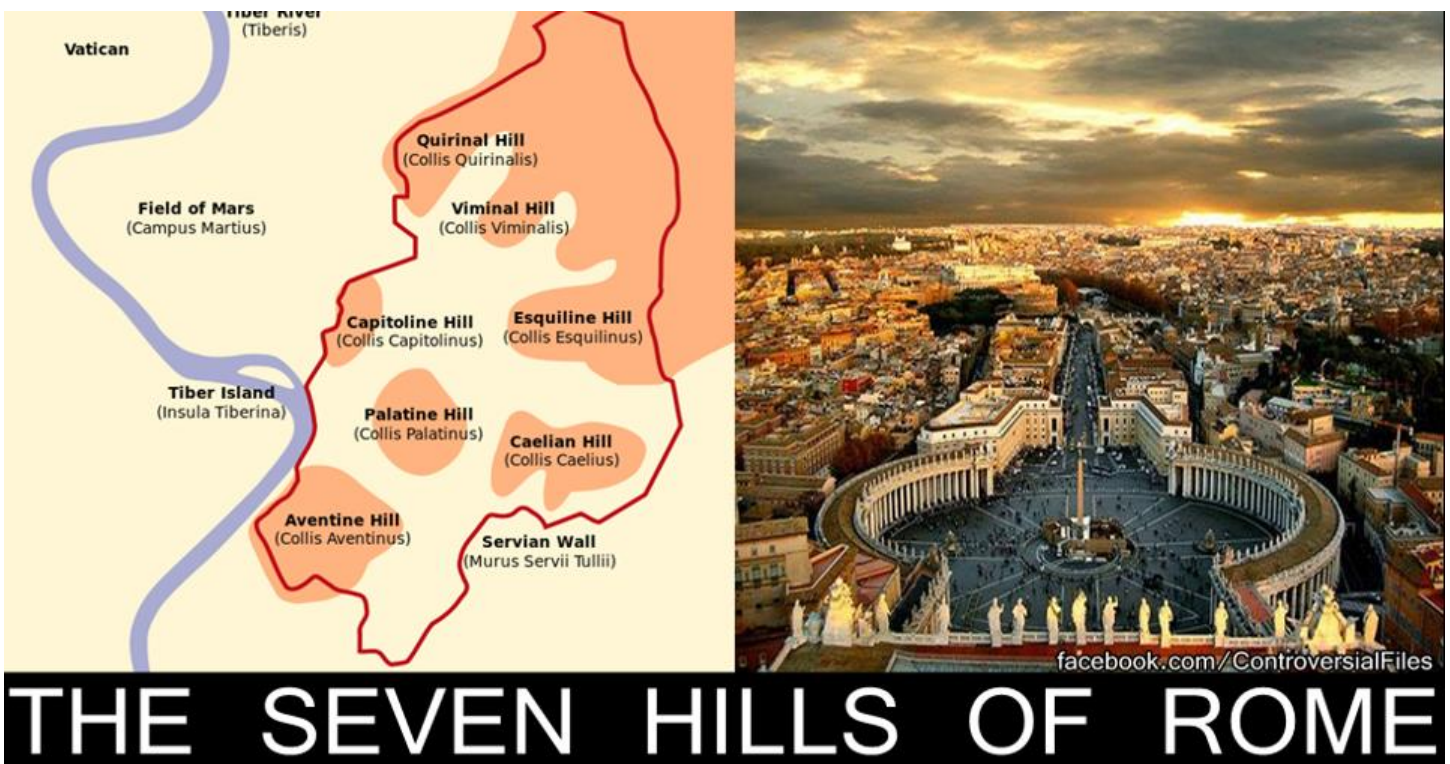 Tiber River
(Tiberis)
Vatican
Quirinal Hill
(Collis Quirinalis)
Field of Mars
(Campus Martius)
Viminal Hill
(Collis Viminalis)
Capitoline Hill
(Collis Capitolinus)
Esquiline Hill
(Collis Esquilinus)
Tiber Island
(Insula Tiberina)
Palatine Hill
(Collis Palatinus)
Caelian Hill
(Collis Caelius)
Aventine Hill
(Collis Aventinus)
Servian Wall
(Murus Servii Tullii)
facebook.com/ControversialFiles
THE SEVEN HILLS OF ROME